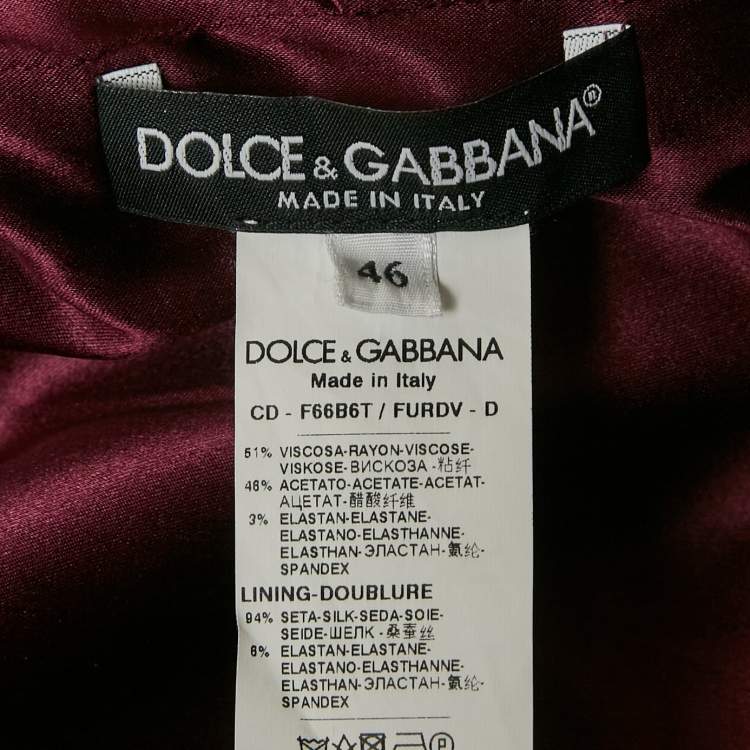 DOLCE & GABBANA®
MADE IN ITALY
46
DOLCE & GABBANA
Made in Italy
CD - F66B6T / FURDV - D
51% VISCOSA-RAYON-VISCOSE-
VISKOSE-ВИСКОЗА-粘纤
46% ACETATO-ACETATE-ACETAT-
АЦЕТАТ-醋酸纤维
3% ELASTAN-ELASTANE-
ELASTANO-ELASTHANNE-
ELASTHAN-ЭЛАСТАН-氨纶-
SPANDEX
LINING-DOUBLURE
94% SETA-SILK-SEDA-SOIE-
SEIDE-ШЕЛК-桑蚕丝
6% ELASTAN-ELASTANE-
ELASTANO-ELASTHANNE-
ELASTHAN-ЭЛАСТАН-氨纶-
SPANDEX